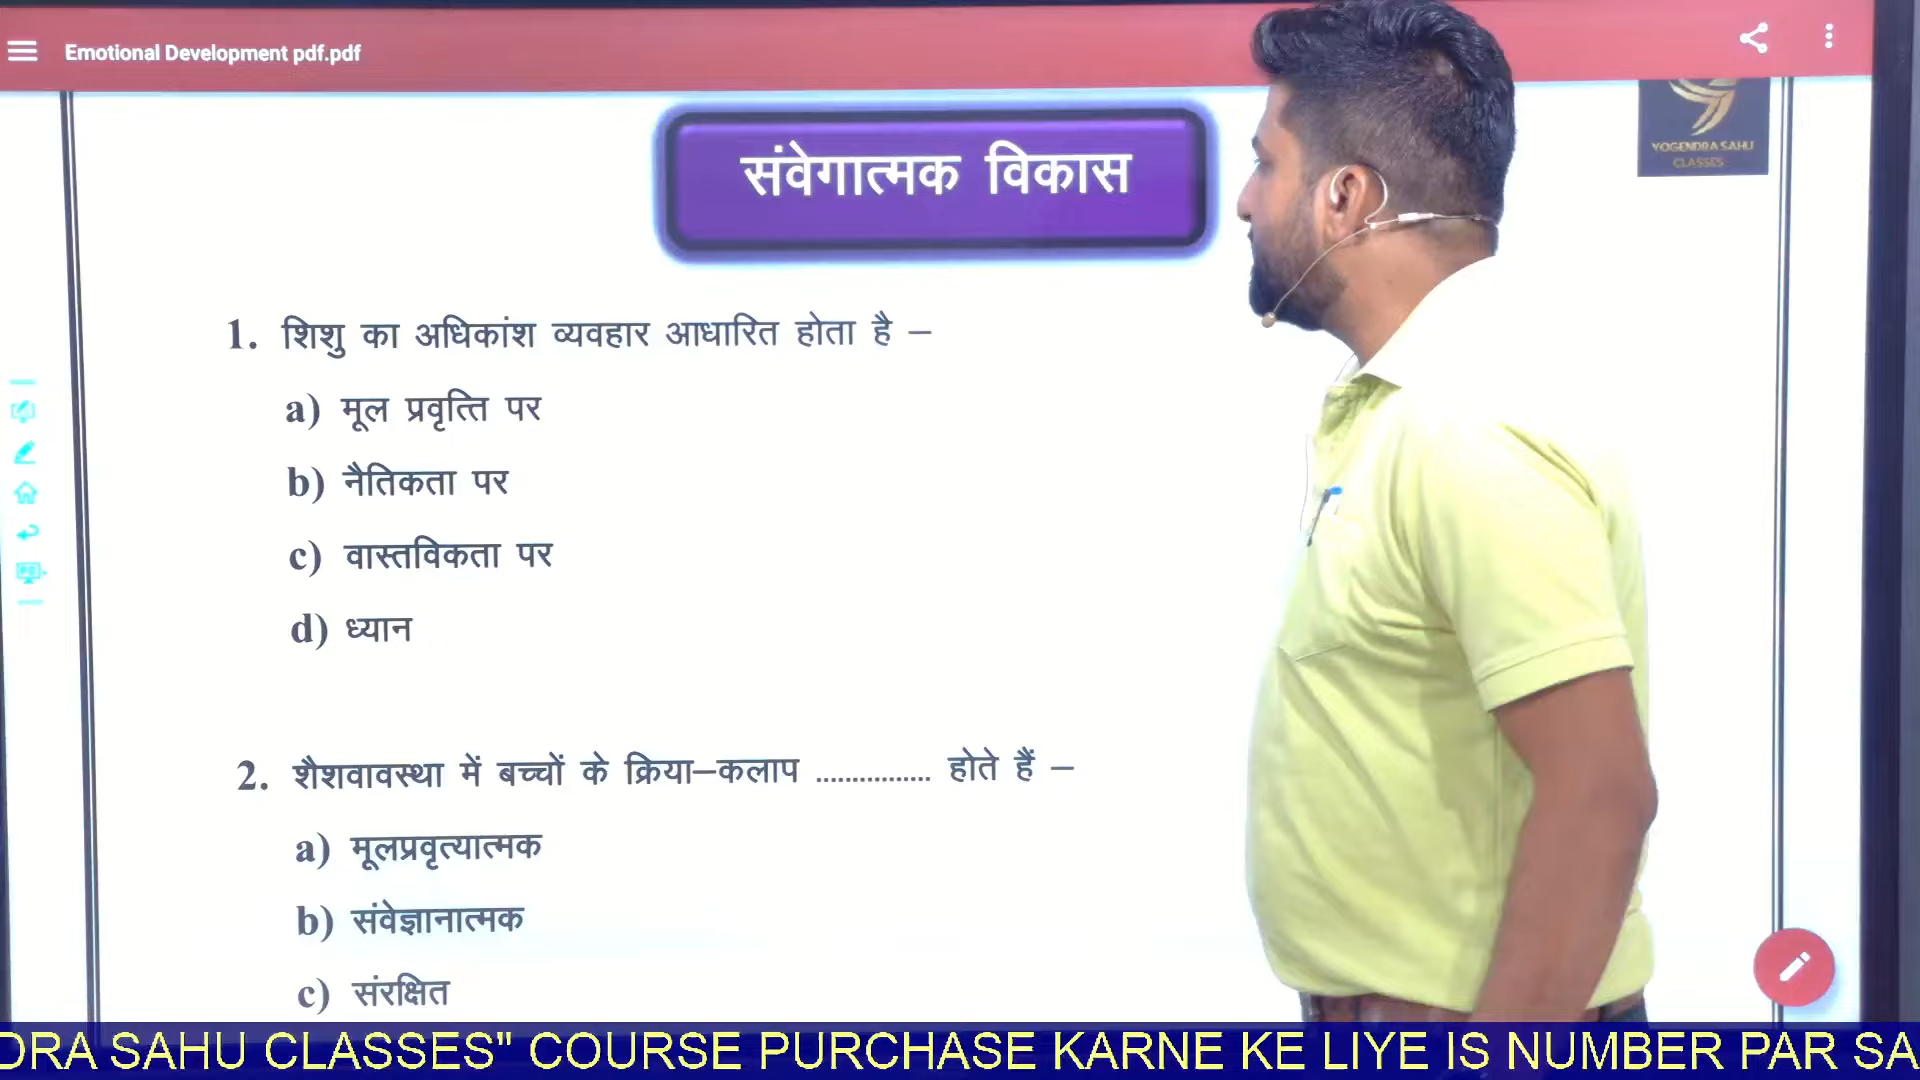 Emotional Development pdf.pdf
YOGENDRA SAHU
CLASSES
संवेगात्मक विकास
1. शिशु का अधिकांश व्यवहार आधारित होता है –
a) मूल प्रवृत्ति पर
b) नैतिकता पर
c) वास्तविकता पर
d) ध्यान
2. शैशवावस्था में बच्चों के क्रिया–कलाप ................ होते हैं –
a) मूलप्रवृत्यात्मक
b) संवेज्ञानात्मक
c) संरक्षित
DRA SAHU CLASSES" COURSE PURCHASE KARNE KE LIYE IS NUMBER PAR SA